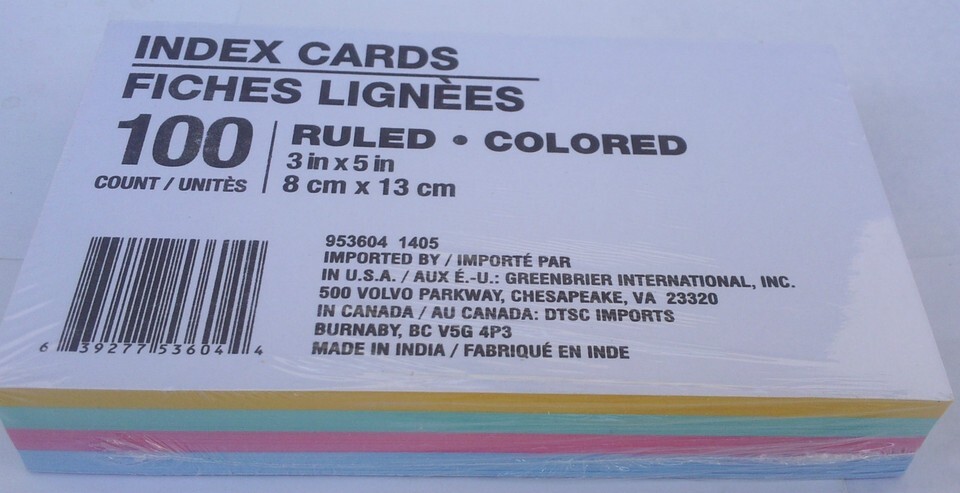 INDEX CARDS
FICHES LIGNÈES
100
COUNT / UNITÈS
RULED • COLORED
3 in x 5 in
8 cm x 13 cm
953604 1405
IMPORTED BY / IMPORTÉ PAR
IN U.S.A. / AUX É.-U.: GREENBRIER INTERNATIONAL, INC.
500 VOLVO PARKWAY, CHESAPEAKE, VA 23320
IN CANADA / AU CANADA: DTSC IMPORTS
BURNABY, BC V5G 4P3
MADE IN INDIA / FABRIQUÉ EN INDE
6 39277 53604 4